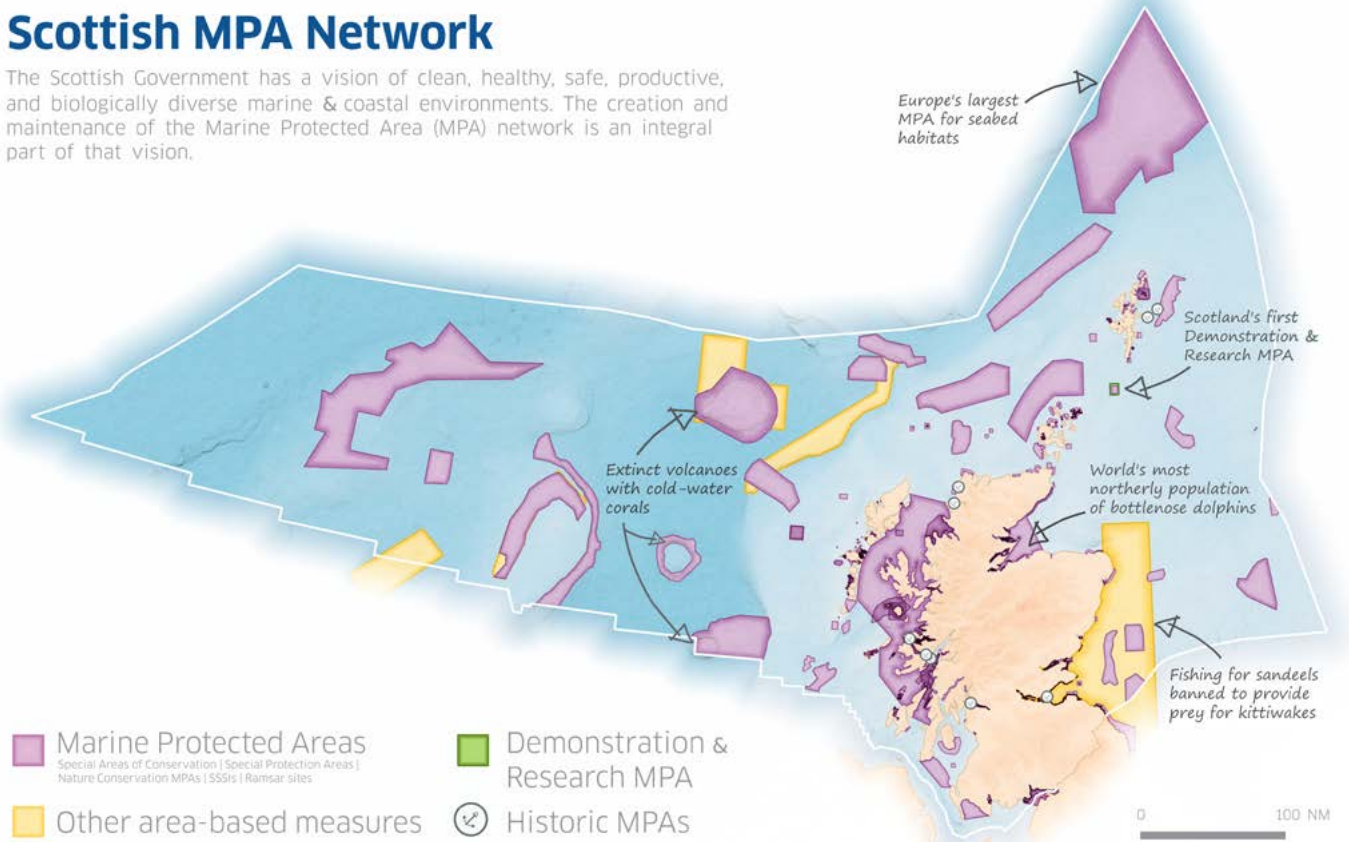 Scottish MPA Network
The Scottish Government has a vision of clean, healthy, safe, productive,
and biologically diverse marine & coastal environments. The creation and
maintenance of the Marine Protected Area (MPA) network is an integral
part of that vision.
Europe's largest
MPA for seabed
habitats
Scotland's first
Demonstration &
Research MPA
Extinct volcanoes
with cold-water
corals
World's most
northerly population
of bottlenose dolphins
Fishing for sandeels
banned to provide
prey for kittiwakes
Marine Protected Areas
Special Areas of Conservation | Special Protection Areas |
Nature Conservation MPAs | SSSIs | Ramsar sites
Other area-based measures
Demonstration &
Research MPA
Historic MPAs
0 100 NM